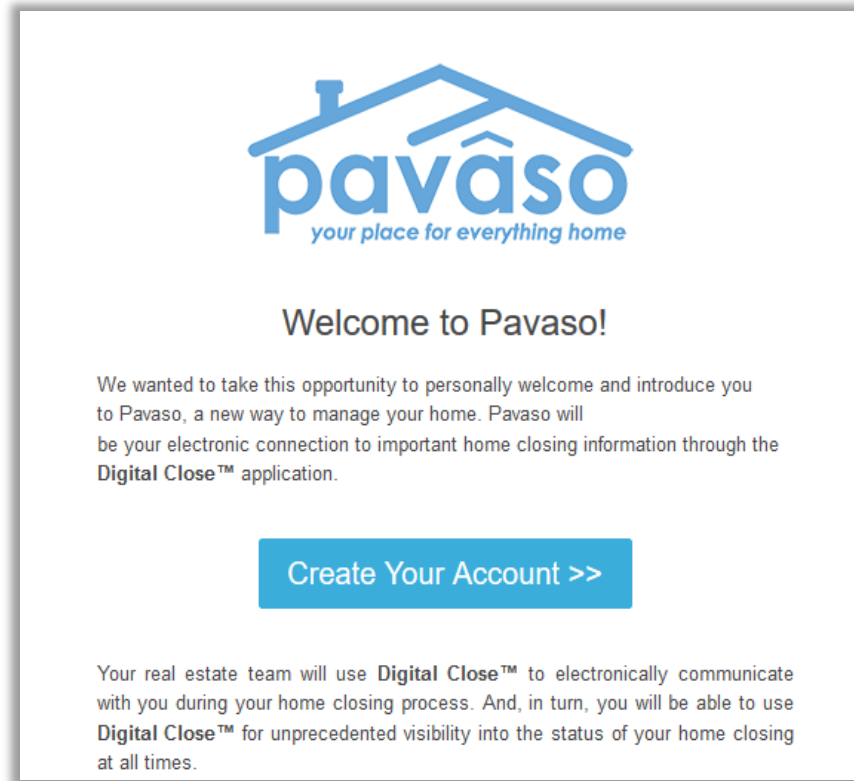 pavâso
your place for everything home
Welcome to Pavaso!
We wanted to take this opportunity to personally welcome and introduce you
to Pavaso, a new way to manage your home. Pavaso will
be your electronic connection to important home closing information through the
Digital Close™ application.
Create Your Account >>
Your real estate team will use Digital Close™ to electronically communicate
with you during your home closing process. And, in turn, you will be able to use
Digital Close™ for unprecedented visibility into the status of your home closing
at all times.